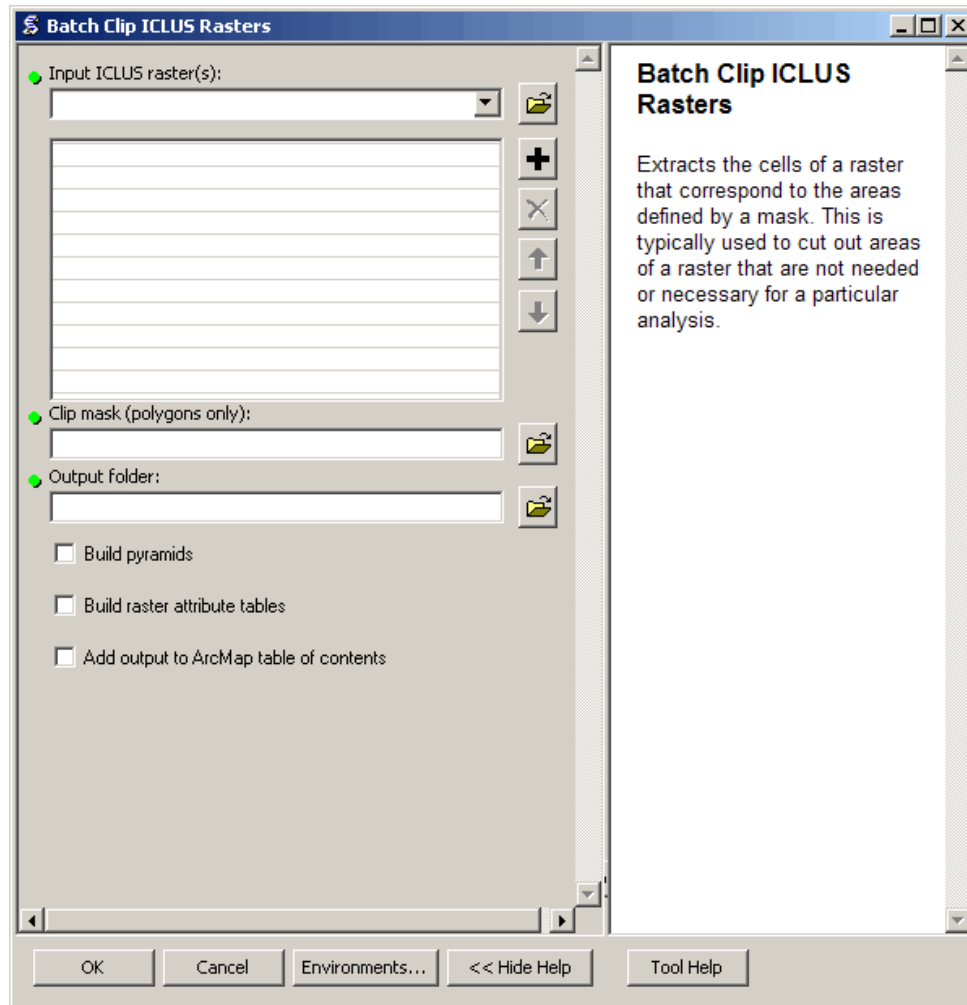 Batch Clip ICLUS Rasters
Input ICLUS raster(s):
Clip mask (polygons only):
Output folder:
Build pyramids
Build raster attribute tables
Add output to ArcMap table of contents
Batch Clip ICLUS
Rasters
Extracts the cells of a raster
that correspond to the areas
defined by a mask. This is
typically used to cut out areas
of a raster that are not needed
or necessary for a particular
analysis.
OK
Cancel
Environments...
<< Hide Help
Tool Help